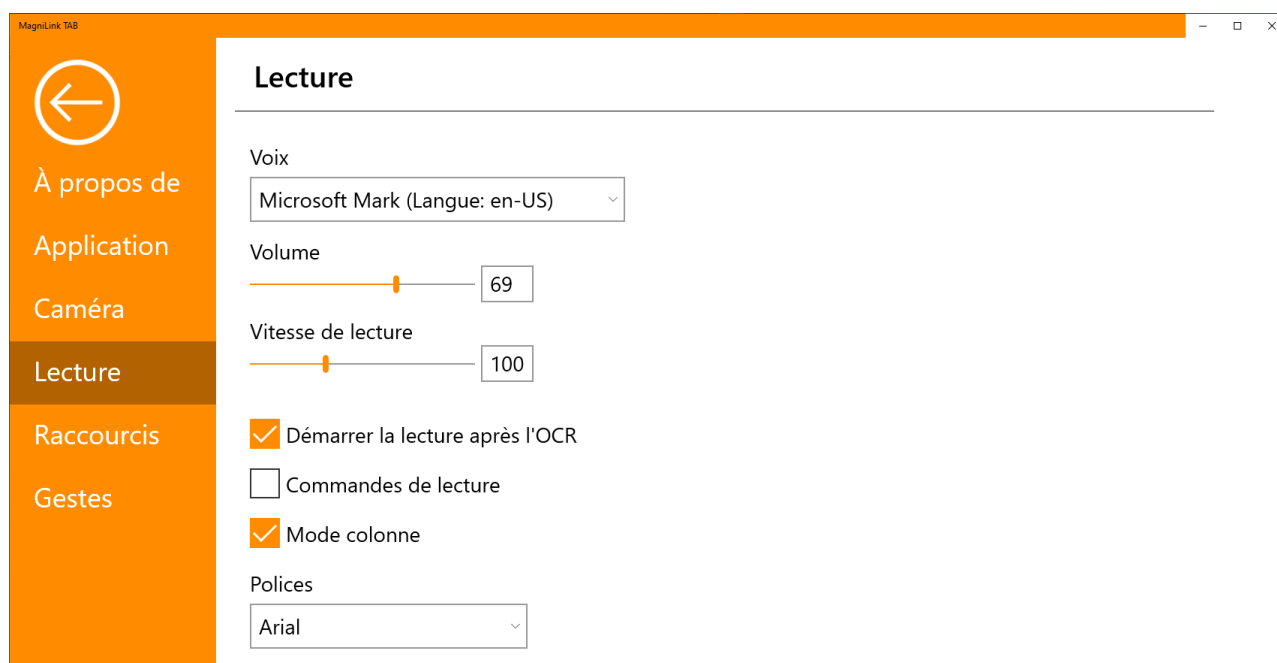 MagniLink TAB
À propos de
Application
Caméra
Lecture
Raccourcis
Gestes
Lecture
Voix
Microsoft Mark (Langue: en-US)
Volume
69
Vitesse de lecture
100
Démarrer la lecture après l'OCR
Commandes de lecture
Mode colonne
Polices
Arial